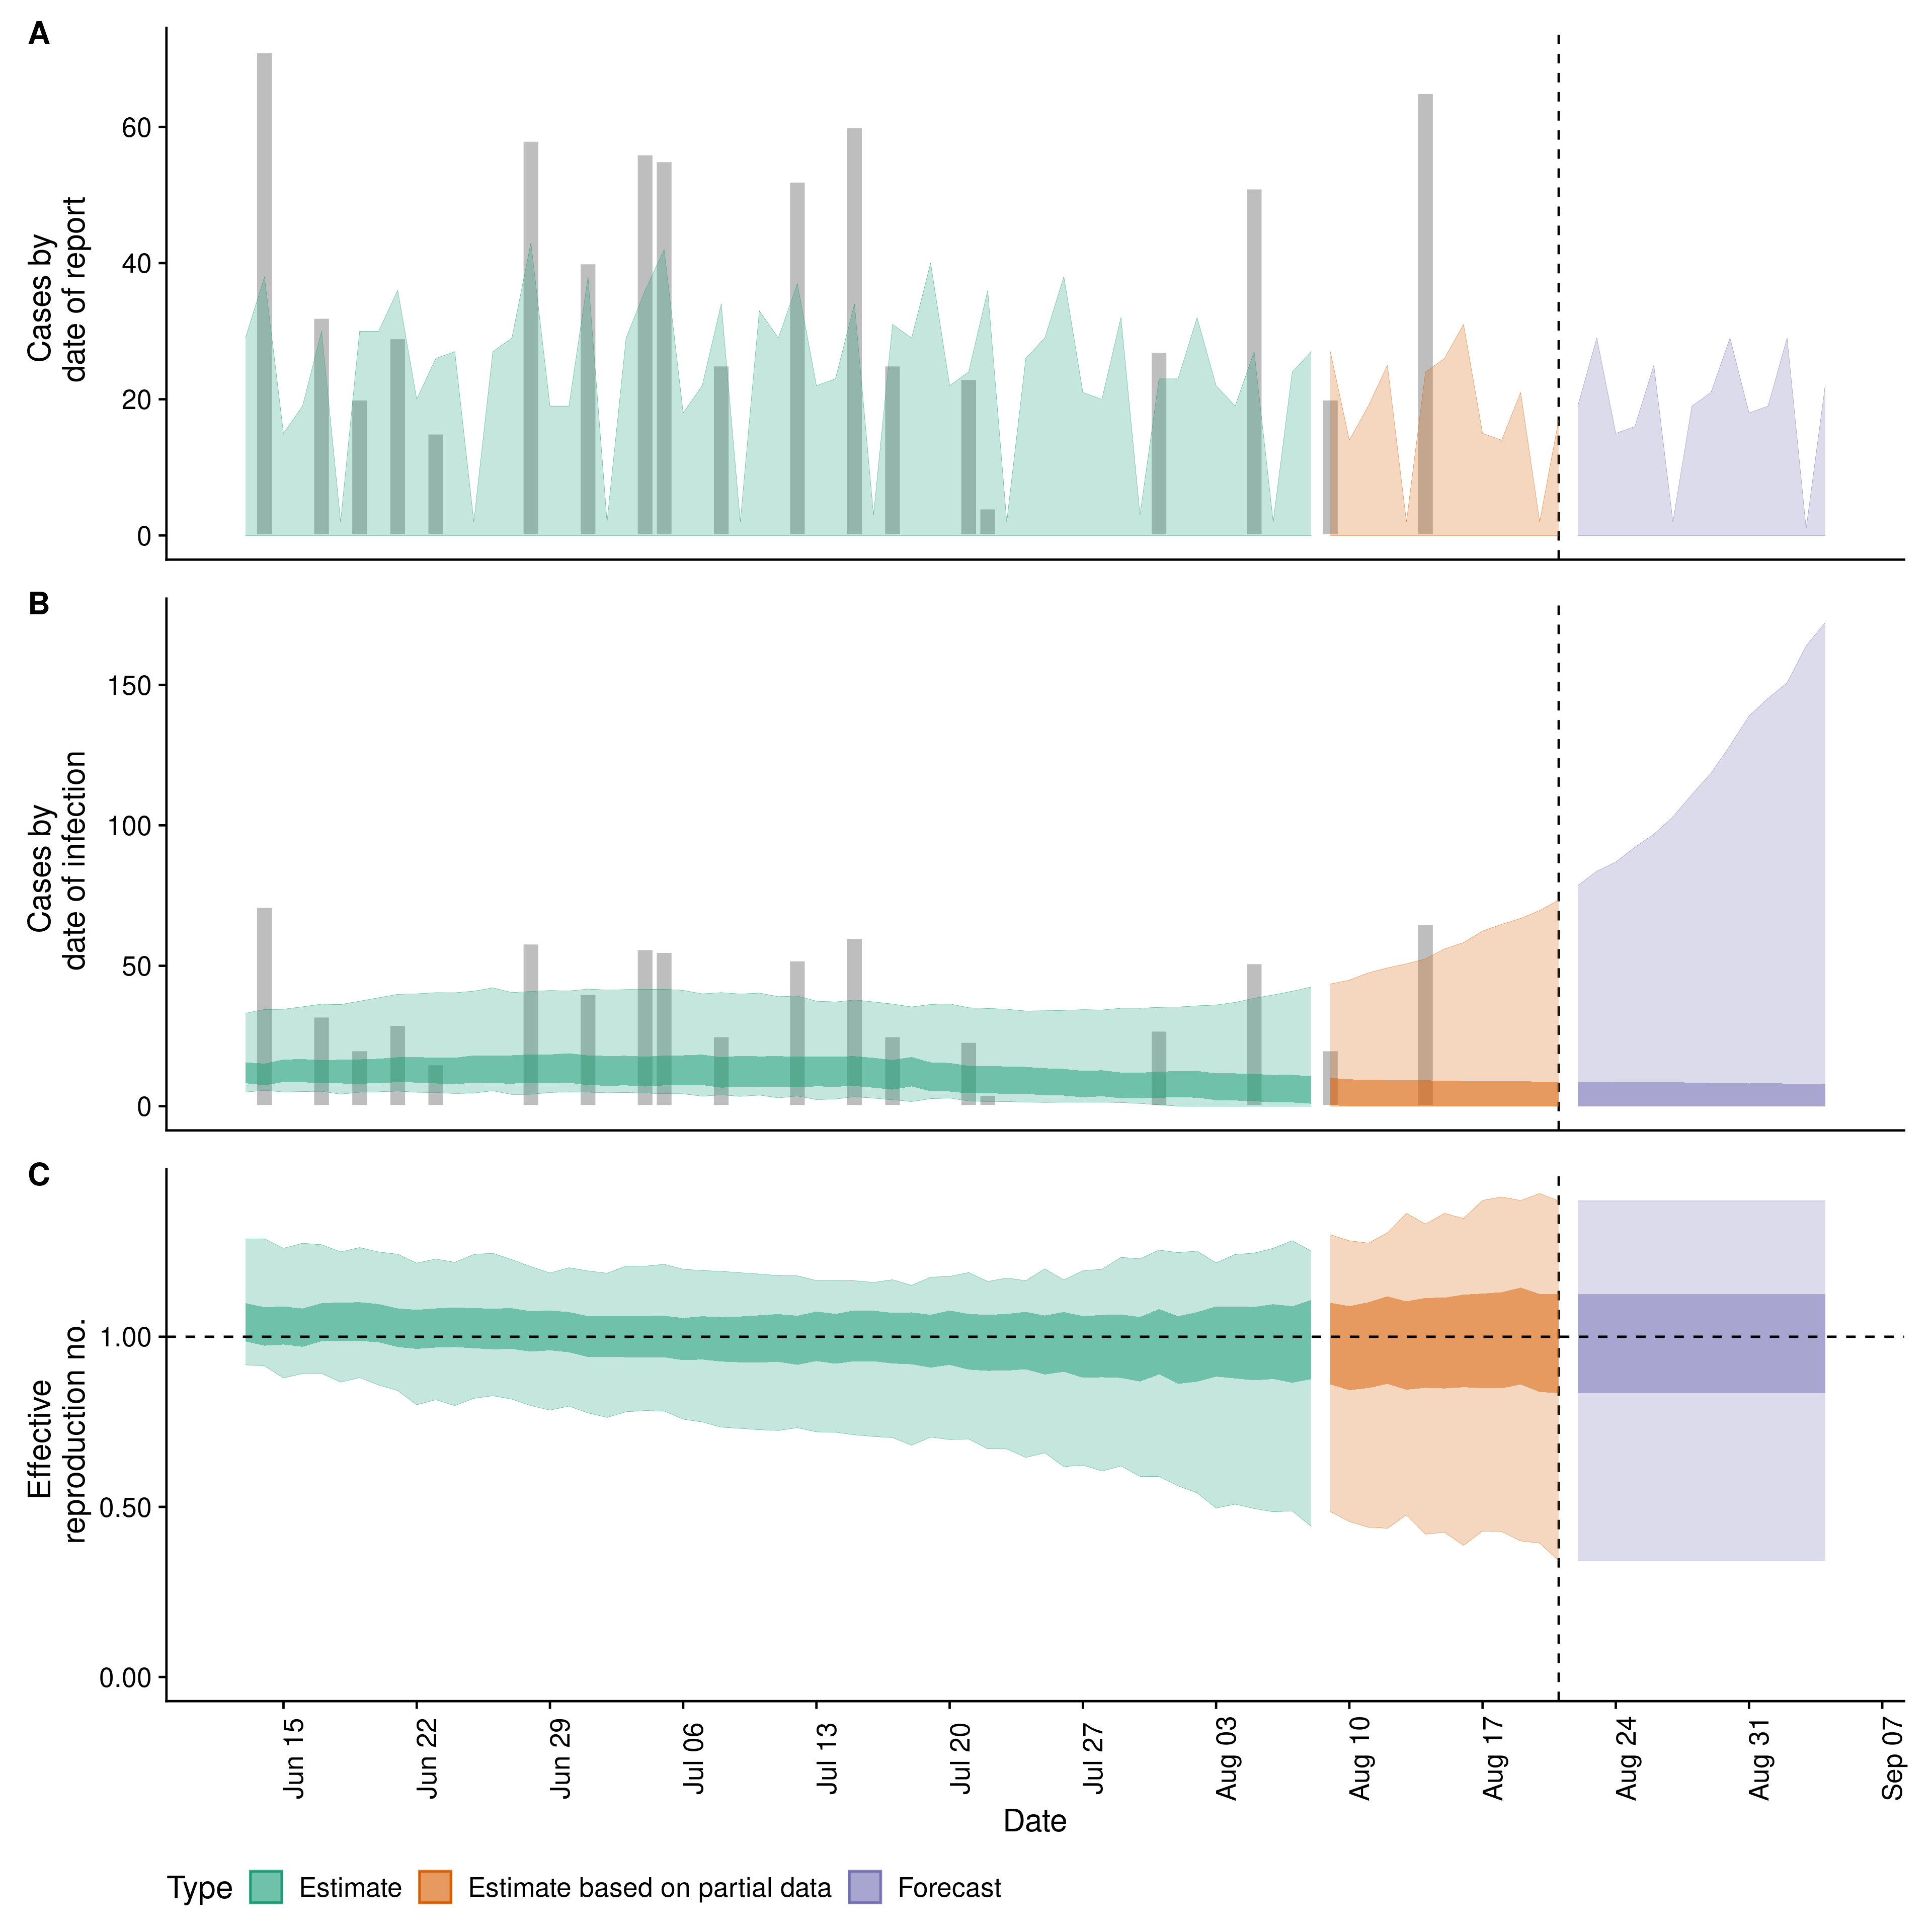 A
Cases by
date of report
60
40
20
0
B
Cases by
date of infection
150
100
50
0
C
Effective
reproduction no.
1.00
0.50
0.00
Jun 15
Jun 22
Jun 29
Jul 06
Jul 13
Jul 20
Jul 27
Aug 03
Aug 10
Aug 17
Aug 24
Aug 31
Sep 07
Date
Type Estimate Estimate based on partial data Forecast